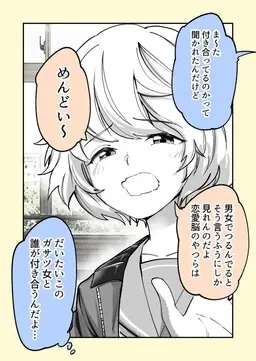 ま〜た
付き合ってるのかって
聞かれたんだけど
めんどい〜
男女でつるんでると
そう言うふうにしか
見れんのだよ
恋愛脳のやつらは
だいたいこの
ガサツ女と
誰が付き合うんだよ…